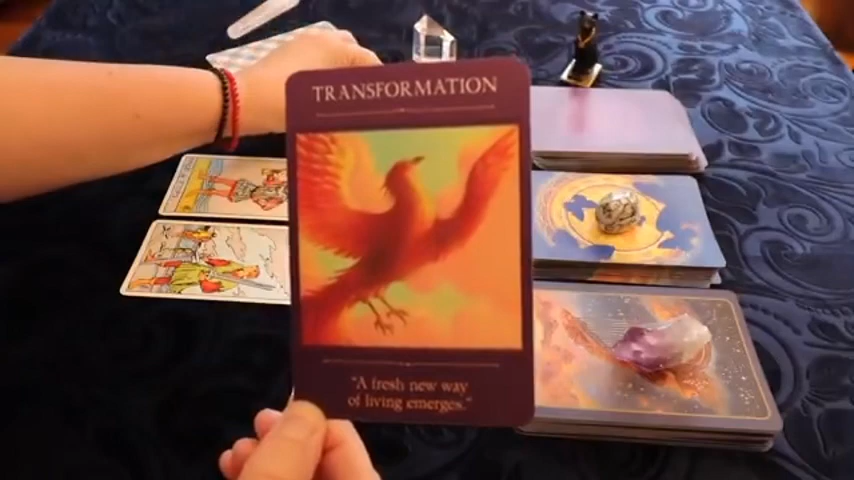 TRANSFORMATION
"A fresh new way
of living emerges."